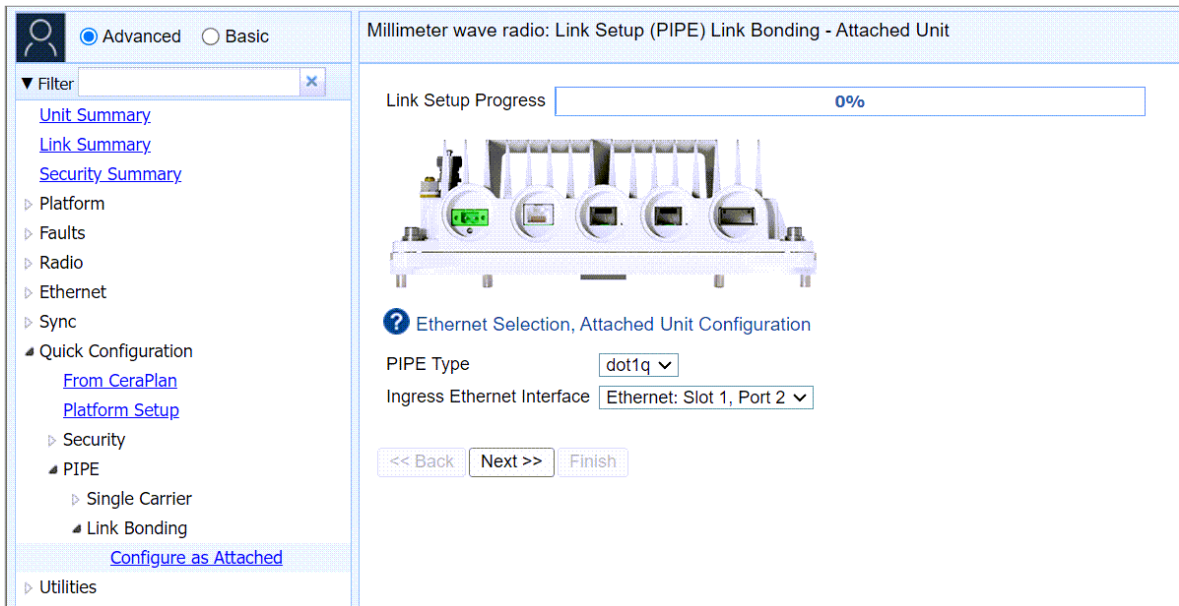 Advanced Basic
Filter
Unit Summary
Link Summary
Security Summary
Platform
Faults
Radio
Ethernet
Sync
Quick Configuration
From CeraPlan
Platform Setup
Security
PIPE
Single Carrier
Link Bonding
Configure as Attached
Utilities
Millimeter wave radio: Link Setup (PIPE) Link Bonding - Attached Unit
Link Setup Progress 0%
? Ethernet Selection, Attached Unit Configuration
PIPE Type dot1q
Ingress Ethernet Interface Ethernet: Slot 1, Port 2
<< Back Next >> Finish